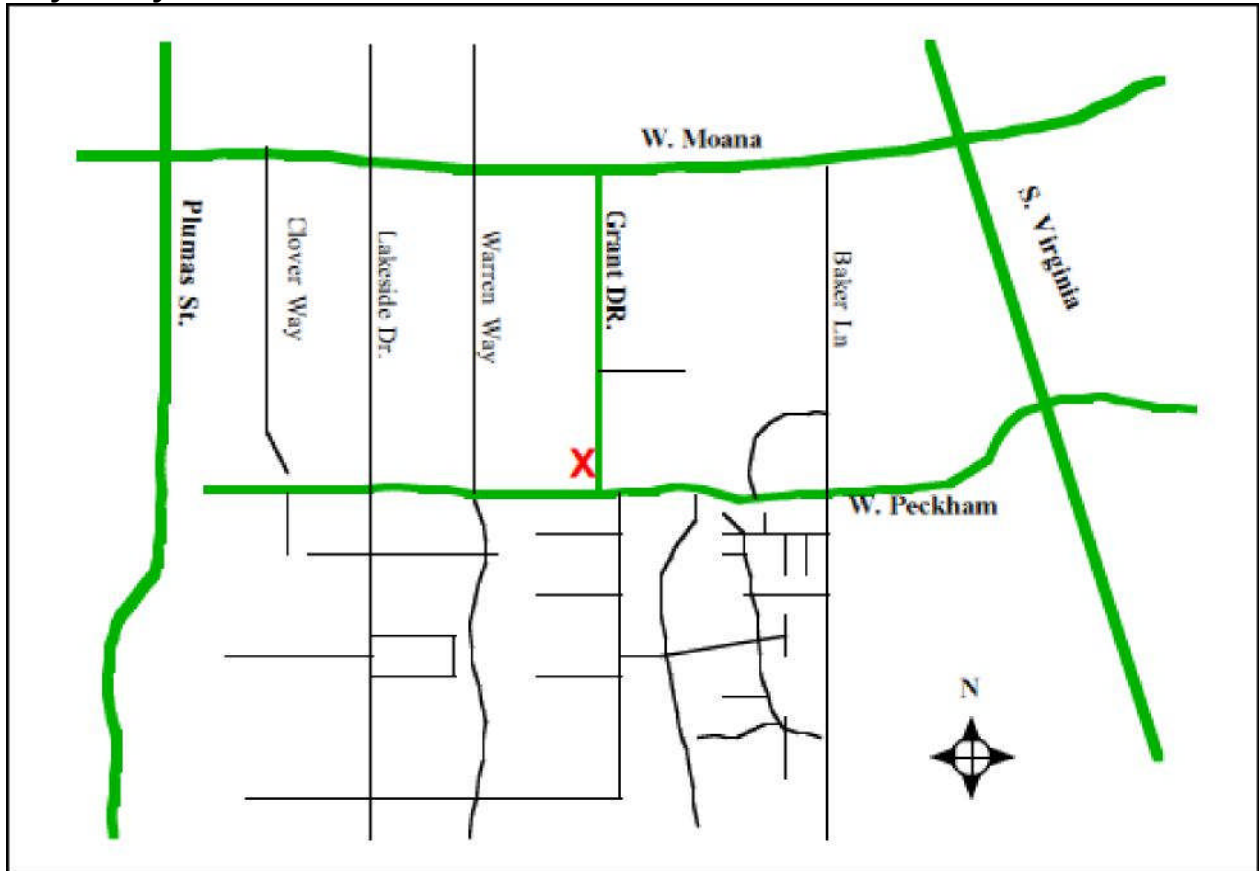 W. Moana
Plumas St.
Clover Way
Lakeside Dr.
Warren Way
Grant DR.
Baker Ln
S. Virginia
X
W. Peckham
N